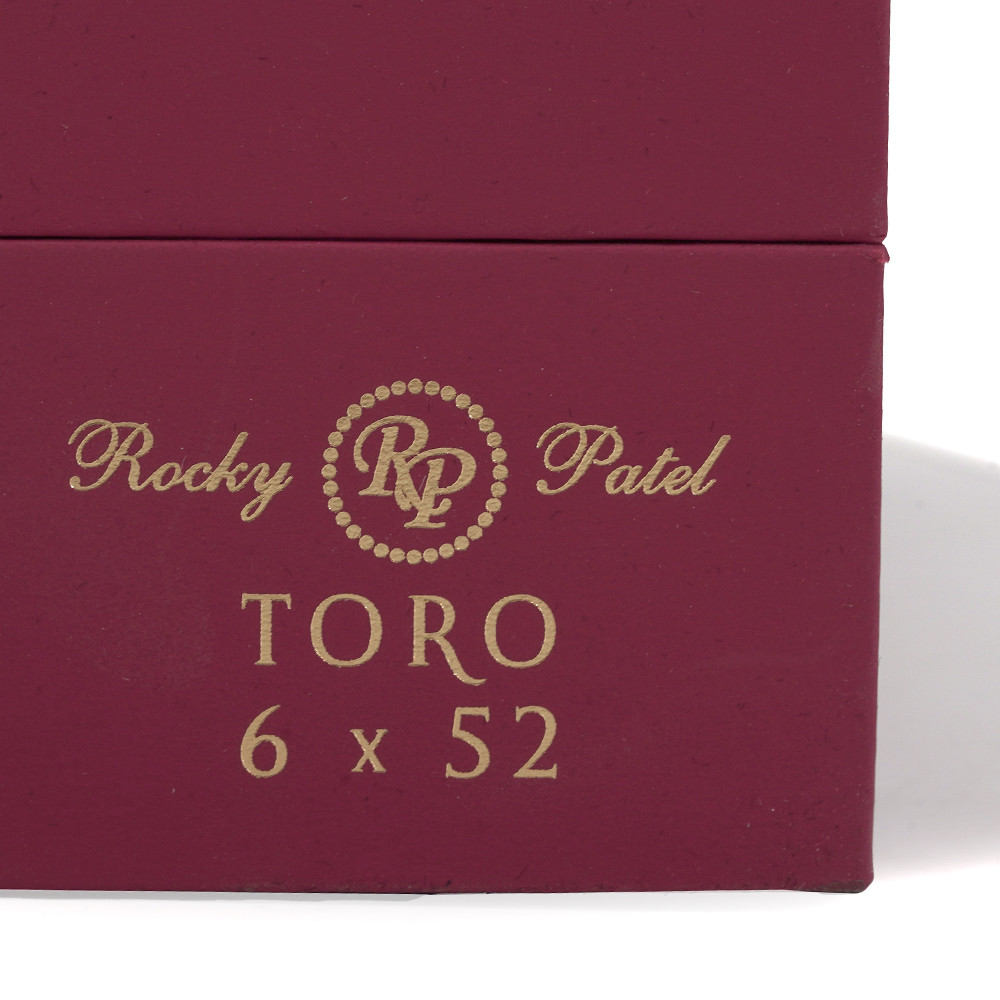 Rocky RP Patel
TORO
6 x 52